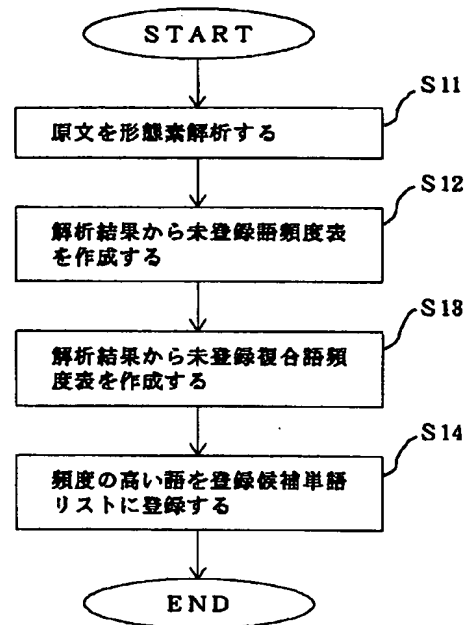 START
S11
原文を形態素解析する
S12
解析結果から未登録語頻度表
を作成する
S13
解析結果から未登録複合語頻
度表を作成する
S14
頻度の高い語を登録候補単語
リストに登録する
END